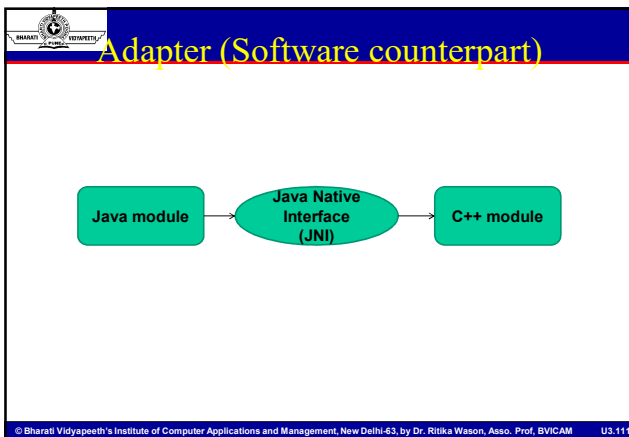 BHARATI VIDYAPEETH
PUNE
Adapter (Software counterpart)
Java module
Java Native
Interface
(JNI)
C++ module
© Bharati Vidyapeeth's Institute of Computer Applications and Management, New Delhi-63, by Dr. Ritika Wason, Asso. Prof, BVICAM U3.111